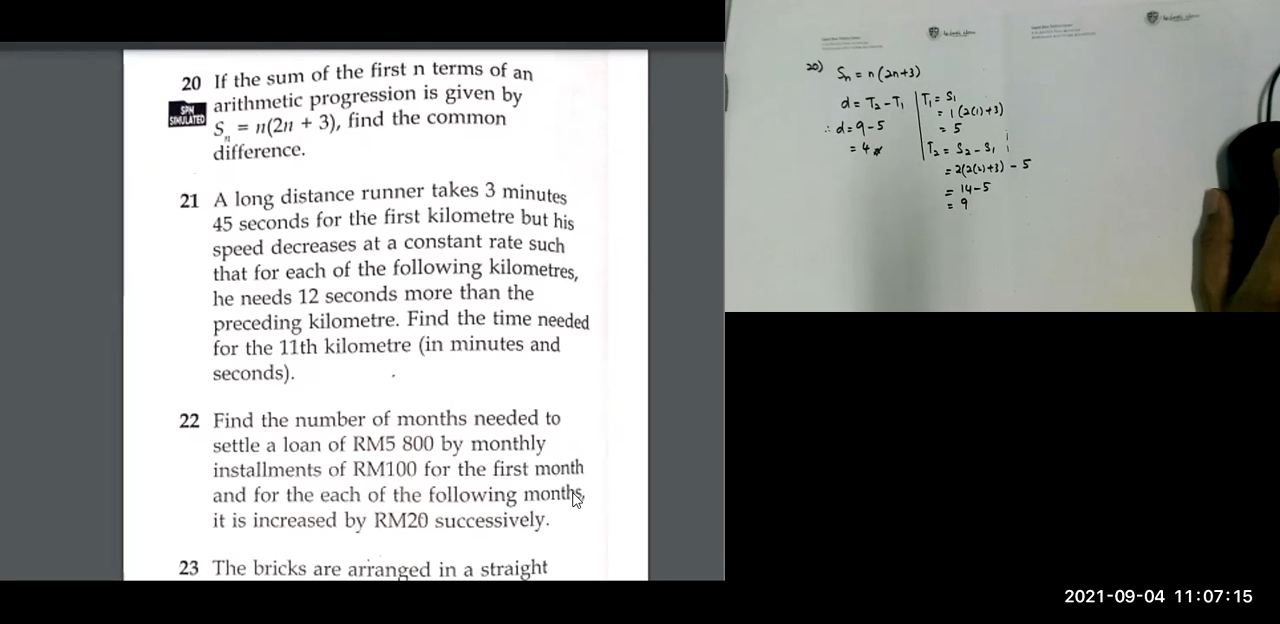 20 If the sum of the first n terms of an
SPM SIMULATED
arithmetic progression is given by
Sₙ = n(2n + 3), find the common
difference.
21 A long distance runner takes 3 minutes
45 seconds for the first kilometre but his
speed decreases at a constant rate such
that for each of the following kilometres,
he needs 12 seconds more than the
preceding kilometre. Find the time needed
for the 11th kilometre (in minutes and
seconds).
22 Find the number of months needed to
settle a loan of RM5 800 by monthly
installments of RM100 for the first month
and for the each of the following months,
it is increased by RM20 successively.
23 The bricks are arranged in a straight
20) Sₙ = n(2n+3)
d = T₂ - T₁
∴ d = 9 - 5
= 4
T₁ = S₁
= 1(2(1)+3)
= 5
T₂ = S₂ - S₁
= 2(2(2)+3) - 5
= 14 - 5
= 9
2021-09-04 11:07:15